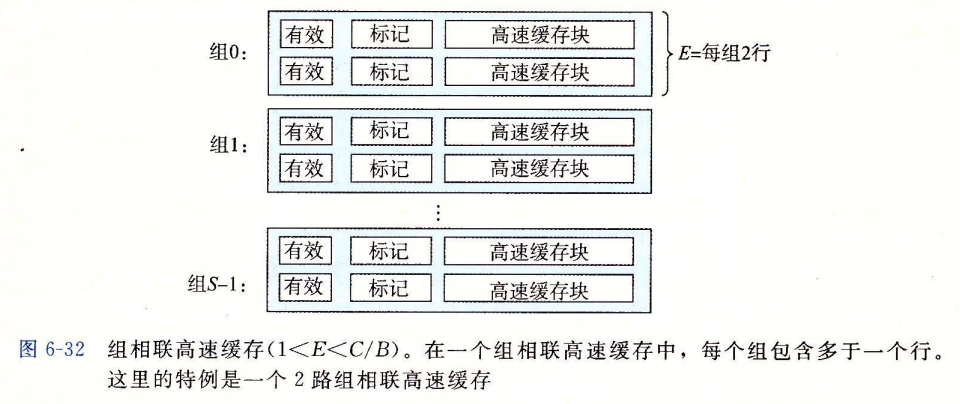 组0:
有效 标记 高速缓存块
有效 标记 高速缓存块
E=每组2行
组1:
有效 标记 高速缓存块
有效 标记 高速缓存块
⋮
组S–1:
有效 标记 高速缓存块
有效 标记 高速缓存块
图 6-32 组相联高速缓存(1<E<C/B)。在一个组相联高速缓存中，每个组包含多于一个行。
这里的特例是一个 2 路组相联高速缓存